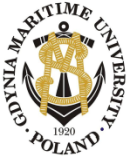 GDYNIA MARITIME UNIVERSITY
1920
• POLAND •